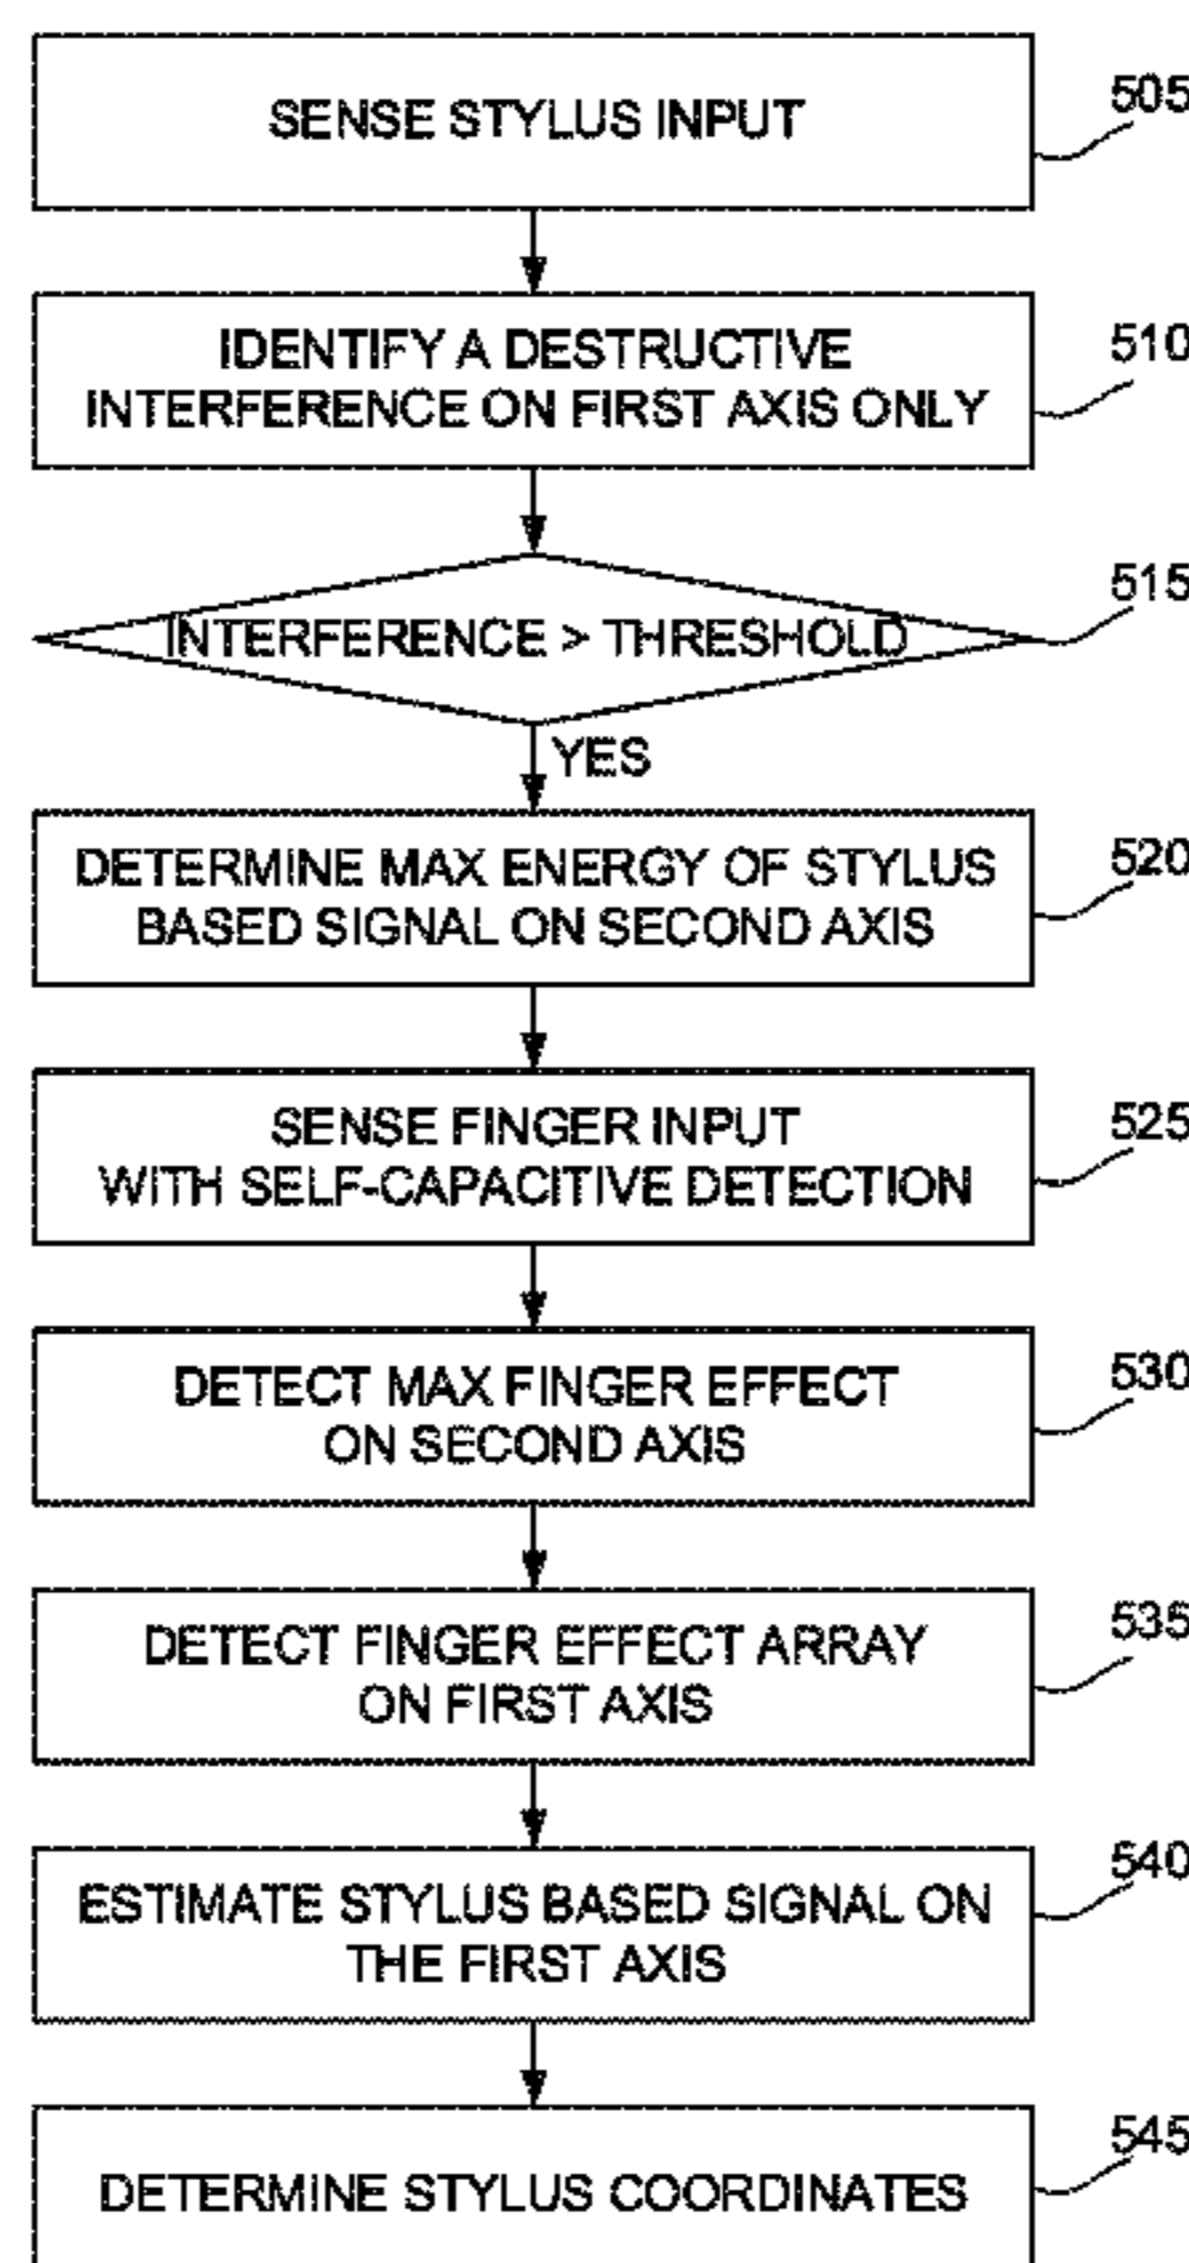 SENSE STYLUS INPUT
505
IDENTIFY A DESTRUCTIVE
INTERFERENCE ON FIRST AXIS ONLY
510
INTERFERENCE > THRESHOLD
515
YES
DETERMINE MAX ENERGY OF STYLUS
BASED SIGNAL ON SECOND AXIS
520
SENSE FINGER INPUT
WITH SELF-CAPACITIVE DETECTION
525
DETECT MAX FINGER EFFECT
ON SECOND AXIS
530
DETECT FINGER EFFECT ARRAY
ON FIRST AXIS
535
ESTIMATE STYLUS BASED SIGNAL ON
THE FIRST AXIS
540
DETERMINE STYLUS COORDINATES
545